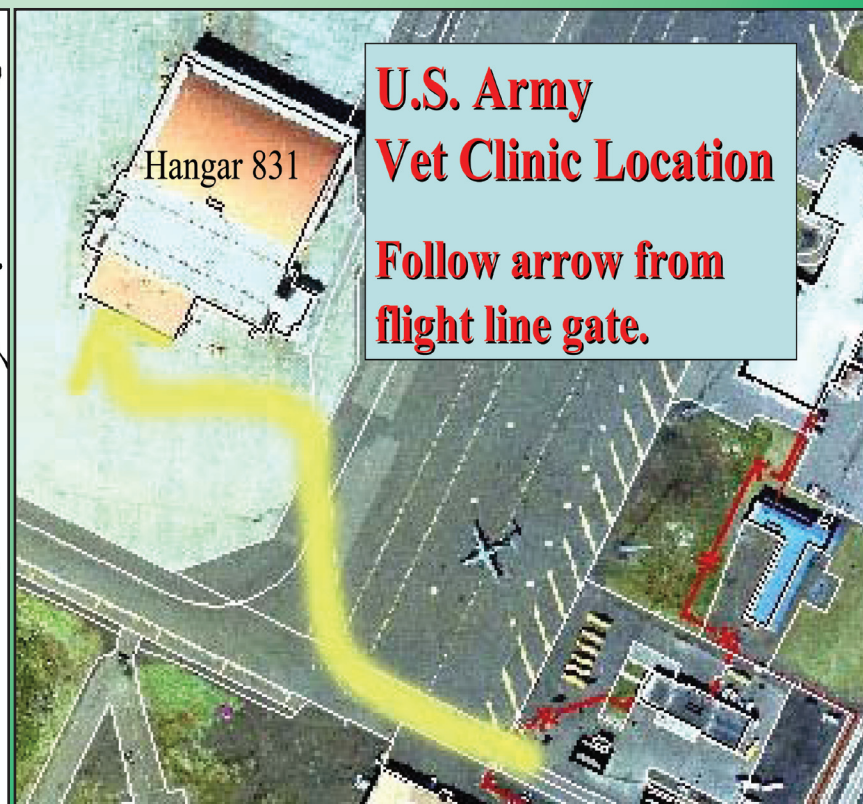 U.S. Army
Vet Clinic Location
Follow arrow from
flight line gate.
Hangar 831